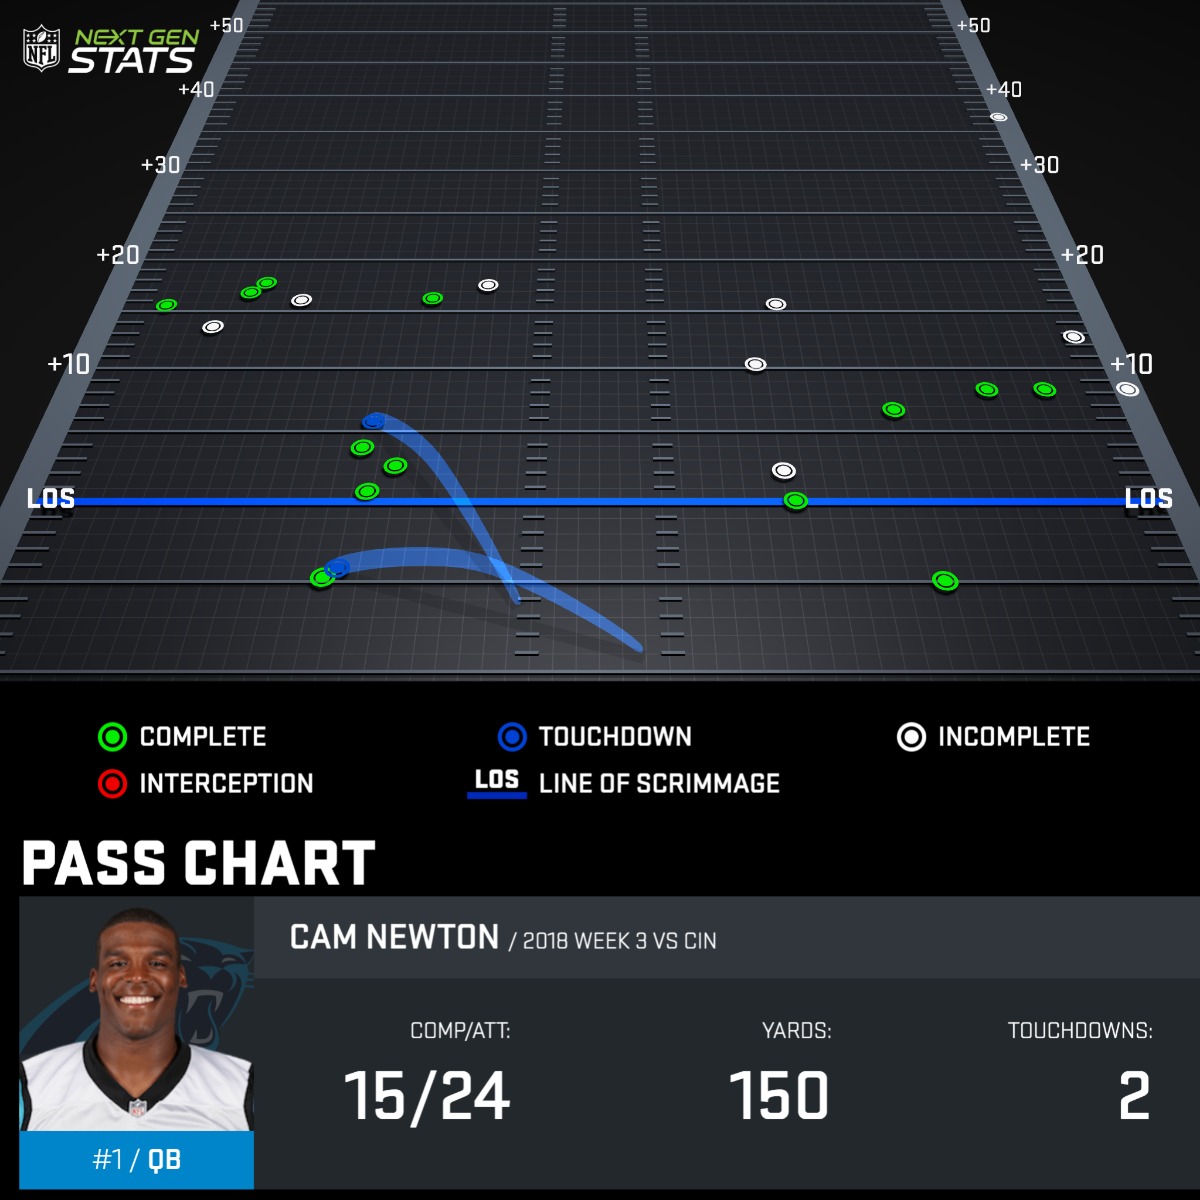 NFL NEXT GEN STATS
+50 +50
+40 +40
+30 +30
+20 +20
+10 +10
LOS LOS
COMPLETE TOUCHDOWN INCOMPLETE
INTERCEPTION LOS LINE OF SCRIMMAGE
PASS CHART
CAM NEWTON / 2018 WEEK 3 VS CIN
COMP/ATT: YARDS: TOUCHDOWNS:
15/24 150 2
#1 / QB